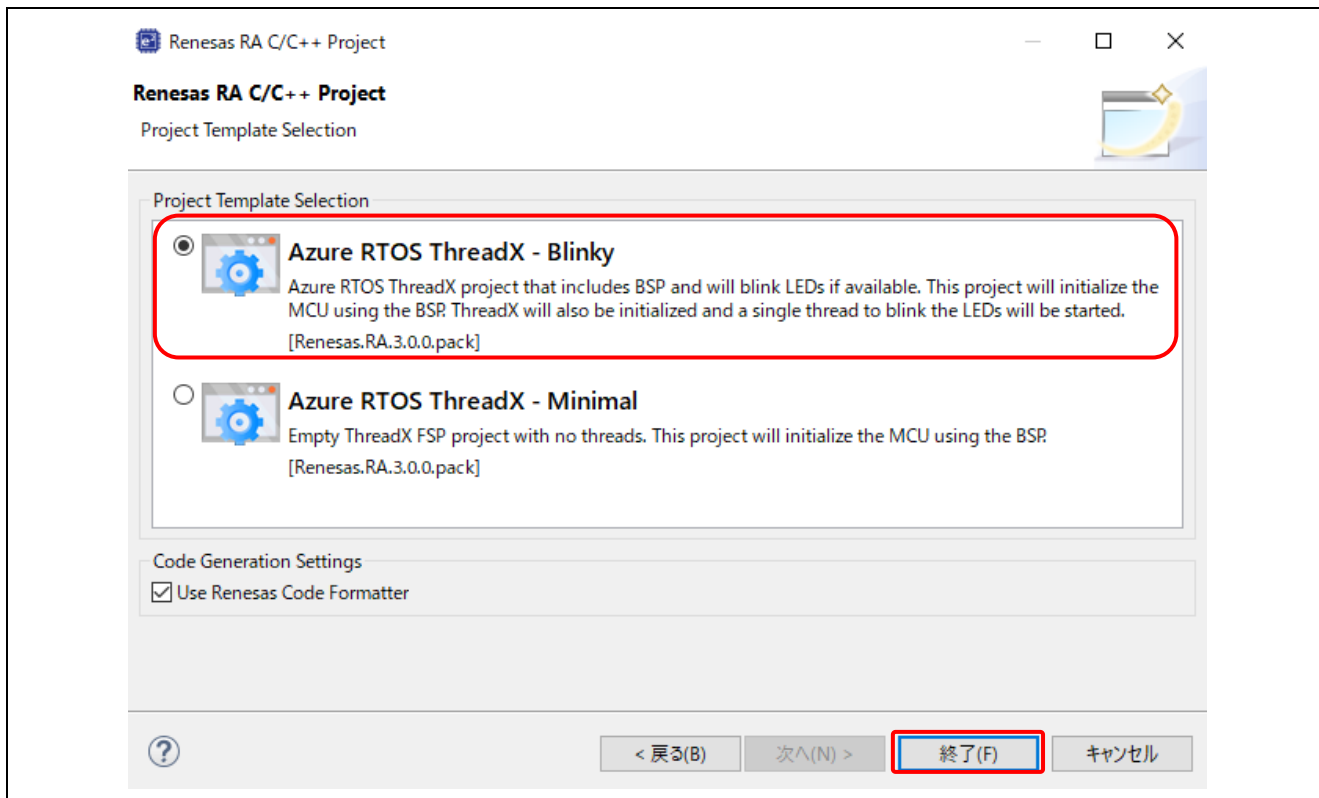 Renesas RA C/C++ Project
Renesas RA C/C++ Project
Project Template Selection
Project Template Selection
Azure RTOS ThreadX - Blinky
Azure RTOS ThreadX project that includes BSP and will blink LEDs if available. This project will initialize the
MCU using the BSP. ThreadX will also be initialized and a single thread to blink the LEDs will be started.
[Renesas.RA.3.0.0.pack]
Azure RTOS ThreadX - Minimal
Empty ThreadX FSP project with no threads. This project will initialize the MCU using the BSP.
[Renesas.RA.3.0.0.pack]
Code Generation Settings
Use Renesas Code Formatter
? < 戻る(B) 次へ(N) > 終了(F) キャンセル